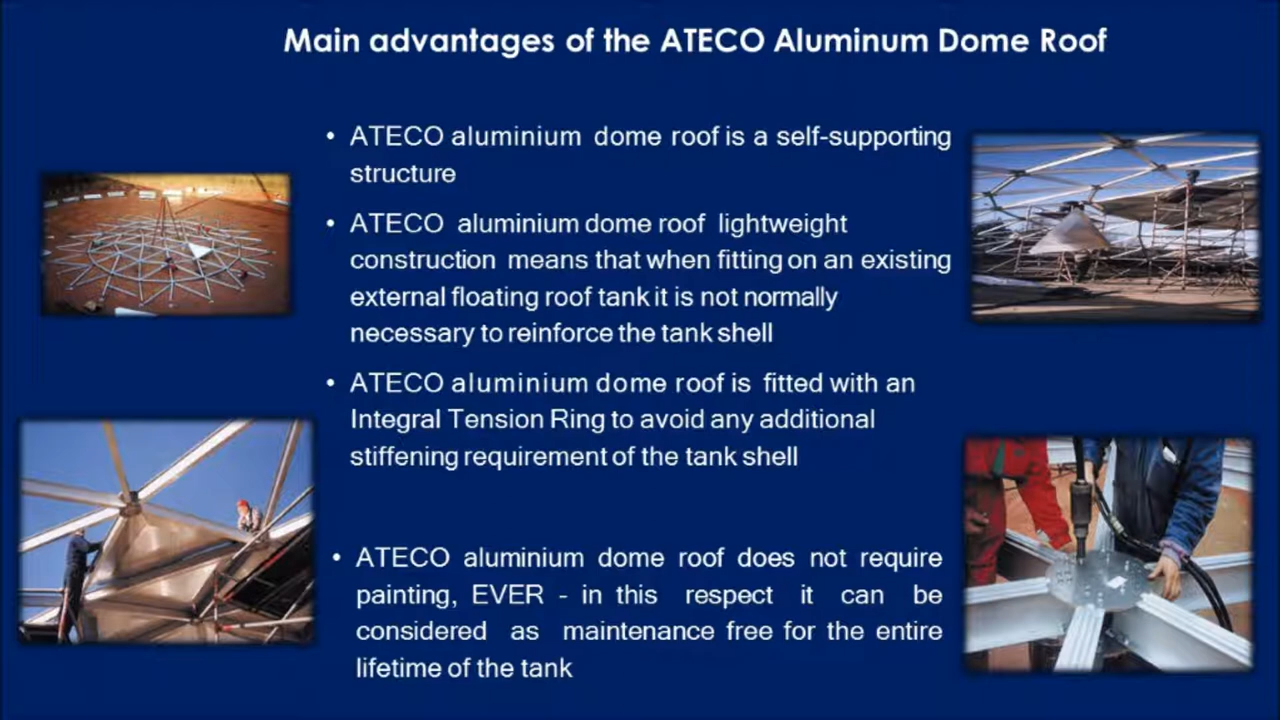 Main advantages of the ATECO Aluminum Dome Roof
• ATECO aluminium dome roof is a self-supporting
structure
• ATECO aluminium dome roof lightweight
construction means that when fitting on an existing
external floating roof tank it is not normally
necessary to reinforce the tank shell
• ATECO aluminium dome roof is fitted with an
Integral Tension Ring to avoid any additional
stiffening requirement of the tank shell
• ATECO aluminium dome roof does not require
painting, EVER - in this respect it can be
considered as maintenance free for the entire
lifetime of the tank